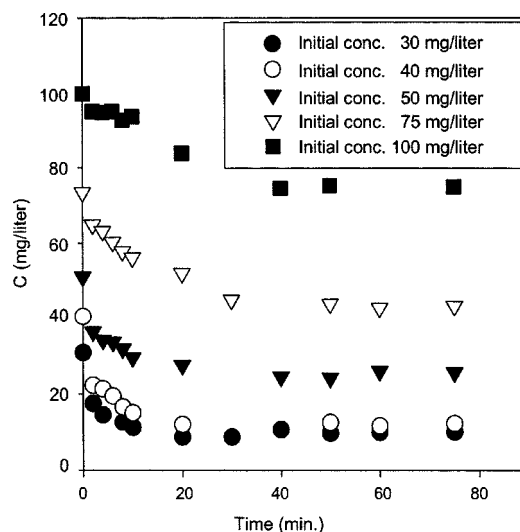 120
100
80
60
40
20
0
C (mg/liter)
Initial conc. 30 mg/liter
Initial conc. 40 mg/liter
Initial conc. 50 mg/liter
Initial conc. 75 mg/liter
Initial conc. 100 mg/liter
0 20 40 60 80
Time (min.)